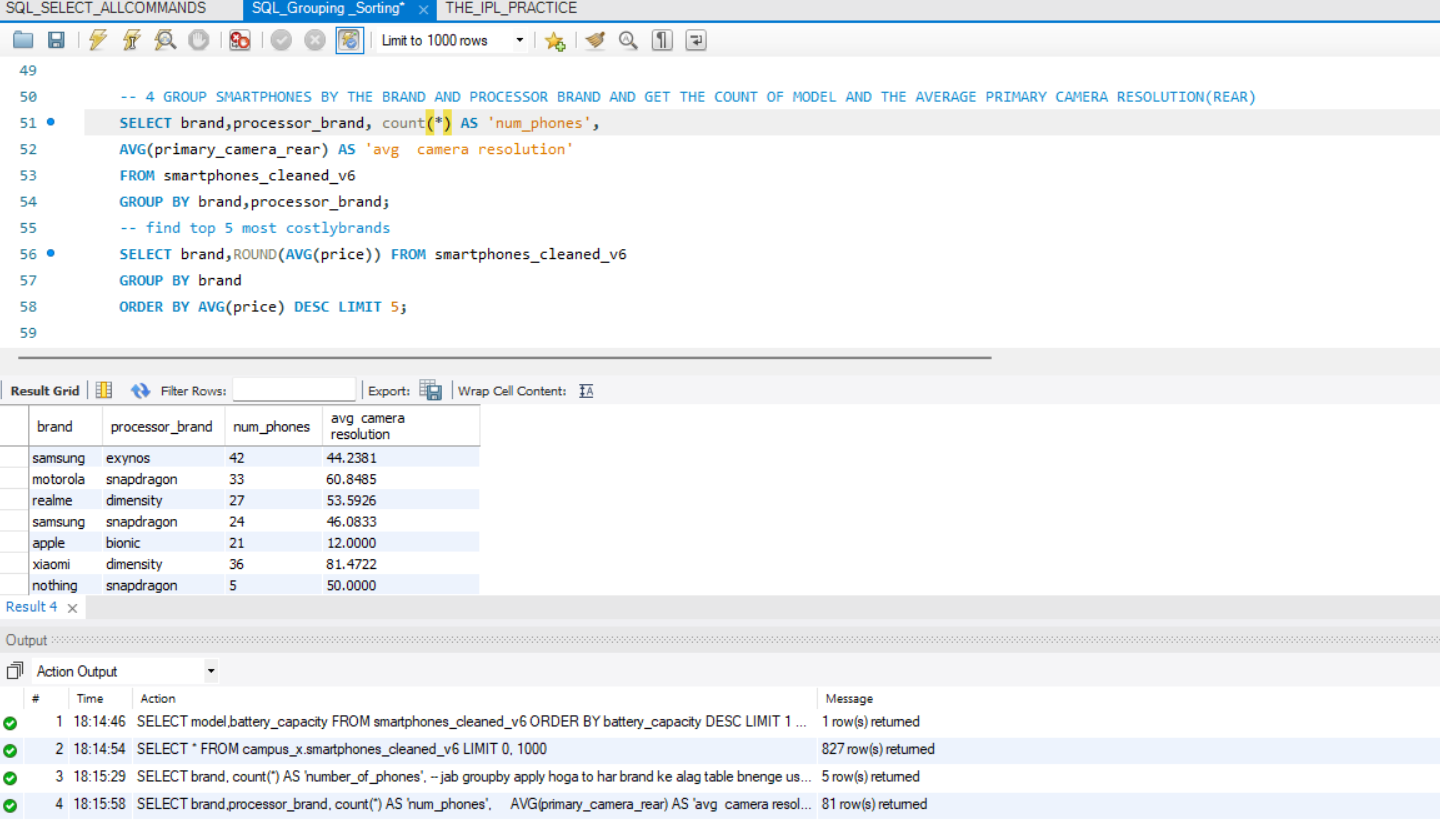 SQL_SELECT_ALLCOMMANDS SQL_Grouping _Sorting* THE_IPL_PRACTICE
Limit to 1000 rows
49
50 -- 4 GROUP SMARTPHONES BY THE BRAND AND PROCESSOR BRAND AND GET THE COUNT OF MODEL AND THE AVERAGE PRIMARY CAMERA RESOLUTION(REAR)
51 SELECT brand,processor_brand, count(*) AS 'num_phones',
52 AVG(primary_camera_rear) AS 'avg  camera resolution'
53 FROM smartphones_cleaned_v6
54 GROUP BY brand,processor_brand;
55 -- find top 5 most costlybrands
56 SELECT brand,ROUND(AVG(price)) FROM smartphones_cleaned_v6
57 GROUP BY brand
58 ORDER BY AVG(price) DESC LIMIT 5;
59
Result Grid Filter Rows: Export: Wrap Cell Content:
brand processor_brand num_phones avg camera
resolution
samsung exynos 42 44.2381
motorola snapdragon 33 60.8485
realme dimensity 27 53.5926
samsung snapdragon 24 46.0833
apple bionic 21 12.0000
xiaomi dimensity 36 81.4722
nothing snapdragon 5 50.0000
Result 4
Output
Action Output
# Time Action Message
1 18:14:46 SELECT model,battery_capacity FROM smartphones_cleaned_v6 ORDER BY battery_capacity DESC LIMIT 1 ... 1 row(s) returned
2 18:14:54 SELECT * FROM campus_x.smartphones_cleaned_v6 LIMIT 0, 1000 827 row(s) returned
3 18:15:29 SELECT brand, count(*) AS 'number_of_phones', -- jab groupby apply hoga to har brand ke alag table bnenge us... 5 row(s) returned
4 18:15:58 SELECT brand,processor_brand, count(*) AS 'num_phones', AVG(primary_camera_rear) AS 'avg camera resol... 81 row(s) returned